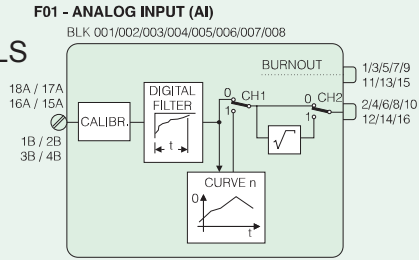 F01 - ANALOG INPUT (AI)
BLK 001/002/003/004/005/006/007/008
LS
BURNOUT
1/3/5/7/9
11/13/15
18A / 17A
16A / 15A
DIGITAL
FILTER
0
CH1
0
CH2
2/4/6/8/10
12/14/16
CALIBR.
1
1
t
√
1B / 2B
3B / 4B
CURVE n
0
t